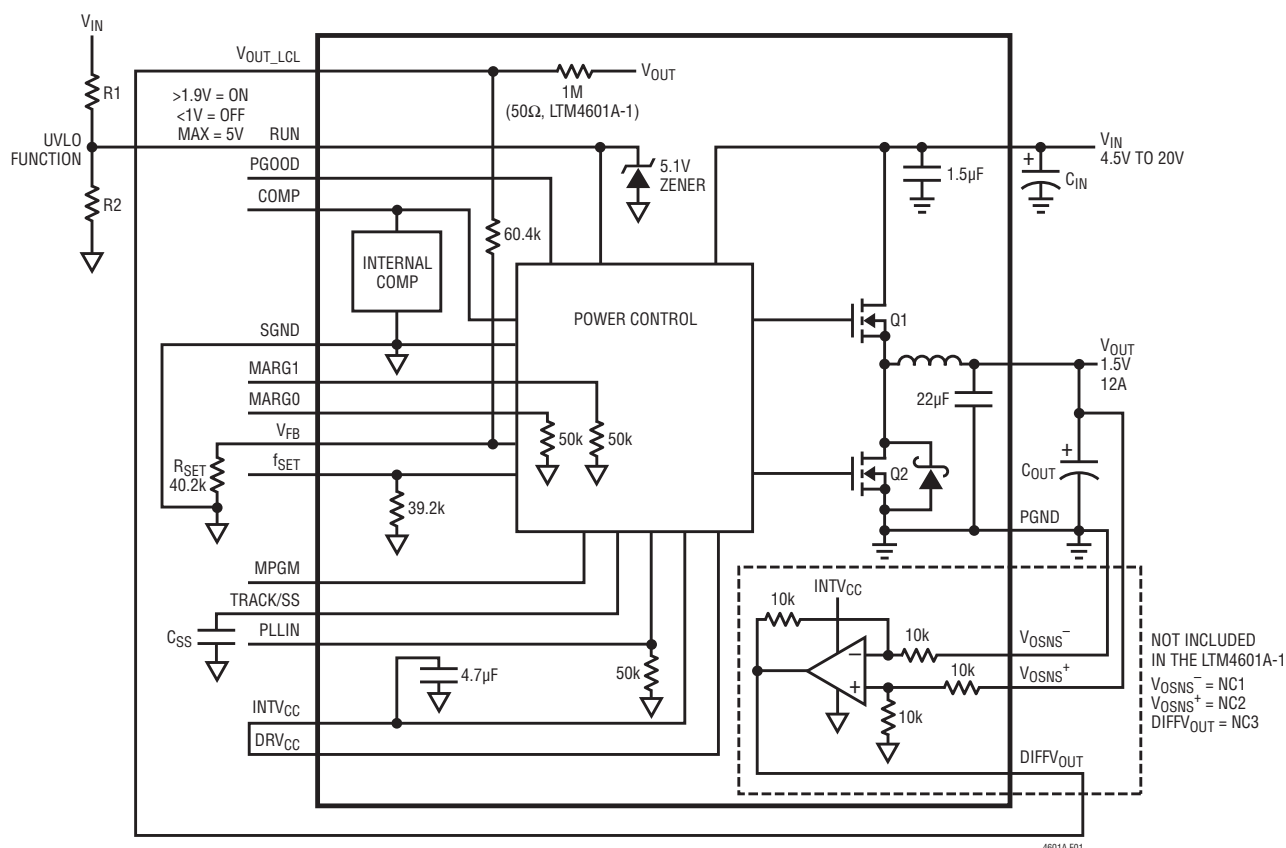 V_IN
R1
UVLO
FUNCTION
R2
>1.9V = ON
<1V = OFF
MAX = 5V
V_OUT_LCL
RUN
PGOOD
COMP
SGND
MARG1
MARG0
V_FB
f_SET
R_SET
40.2k
MPGM
TRACK/SS
C_SS
PLLIN
INTV_CC
DRV_CC
1M
(50Ω, LTM4601A-1)
V_OUT
5.1V
ZENER
60.4k
INTERNAL
COMP
POWER CONTROL
50k
50k
39.2k
4.7µF
50k
1.5µF
V_IN
4.5V TO 20V
+
C_IN
Q1
V_OUT
1.5V
12A
22µF
Q2
+
C_OUT
PGND
INTV_CC
10k
10k
V_OSNS^−
10k
V_OSNS^+
−
+
10k
DIFFV_OUT
NOT INCLUDED
IN THE LTM4601A-1
V_OSNS^− = NC1
V_OSNS^+ = NC2
DIFFV_OUT = NC3
4601A F01